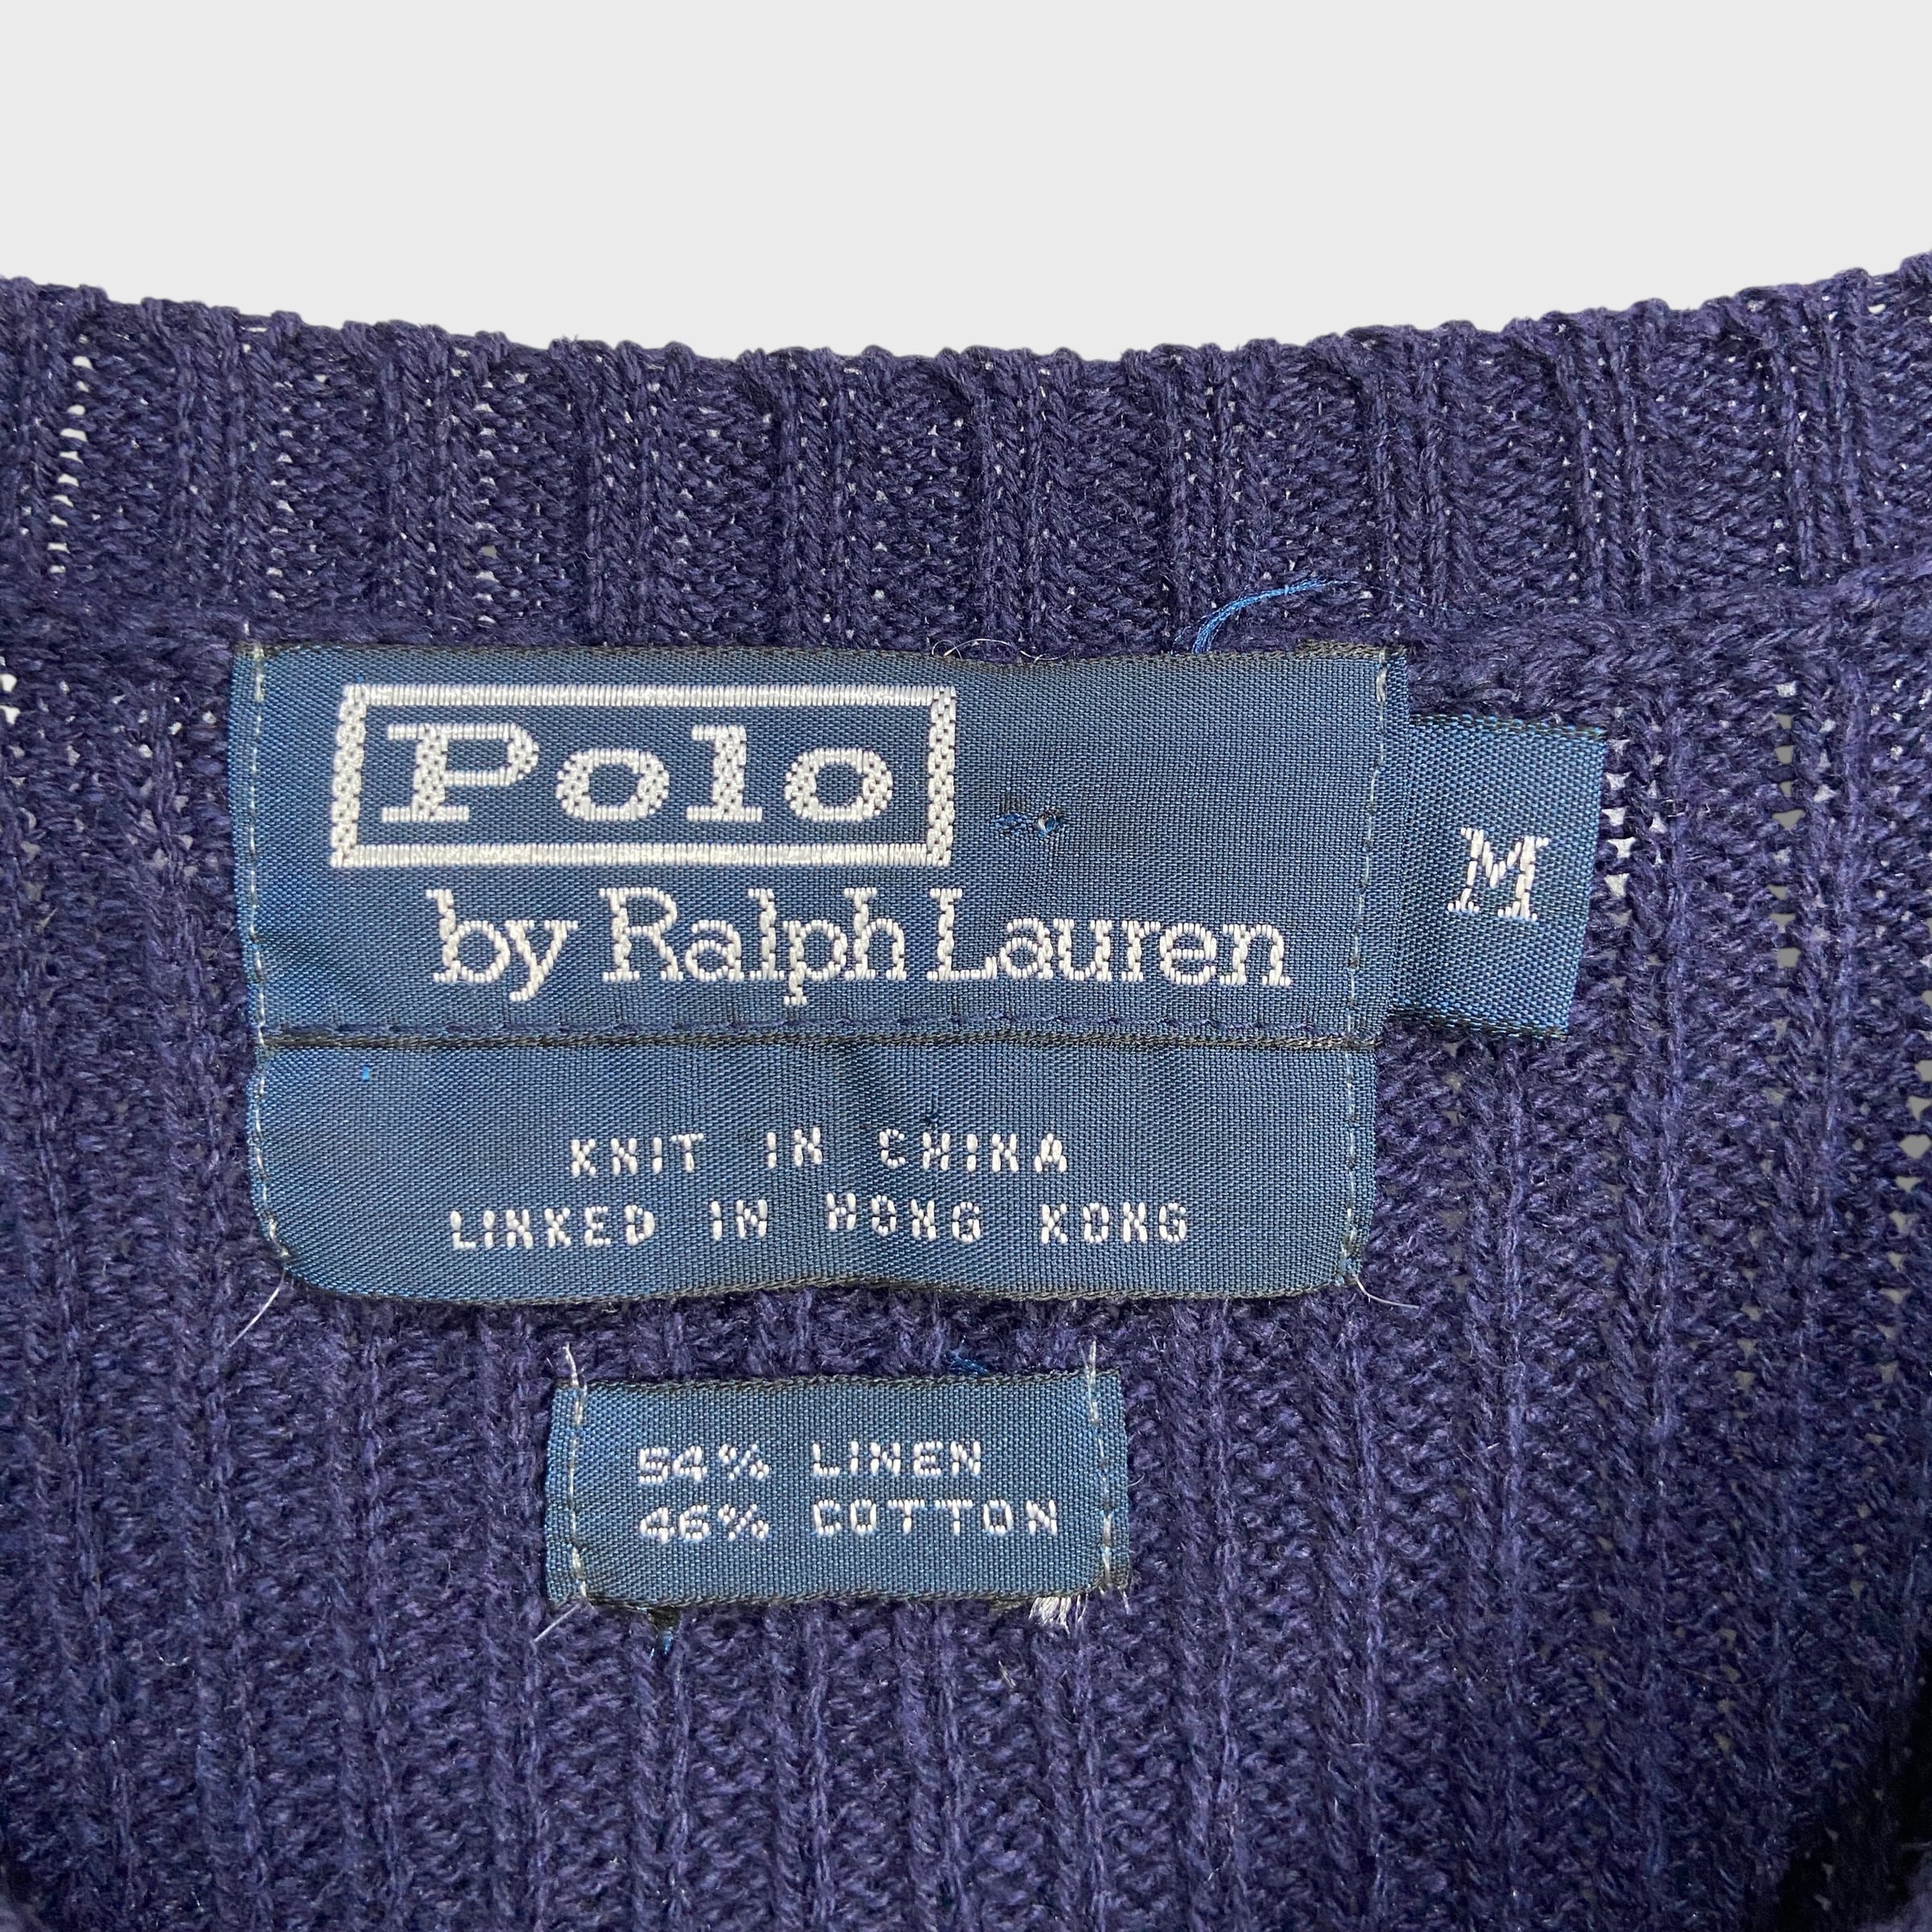 Polo
by Ralph Lauren
M
KNIT IN CHINA
LINKED IN HONG KONG
54% LINEN
46% COTTON